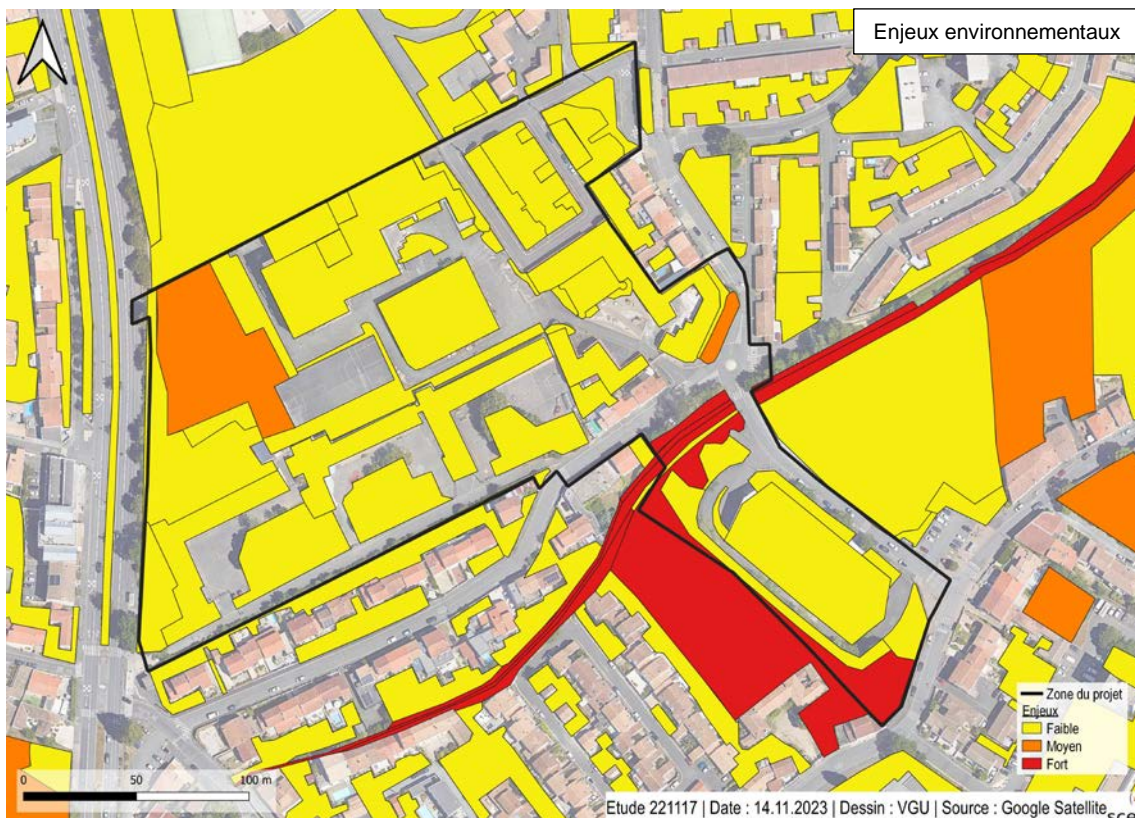 Enjeux environnementaux
Zone du projet
Enjeux
Faible
Moyen
Fort
0 50 100 m
Etude 221117 | Date : 14.11.2023 | Dessin : VGU | Source : Google Satellite
sce